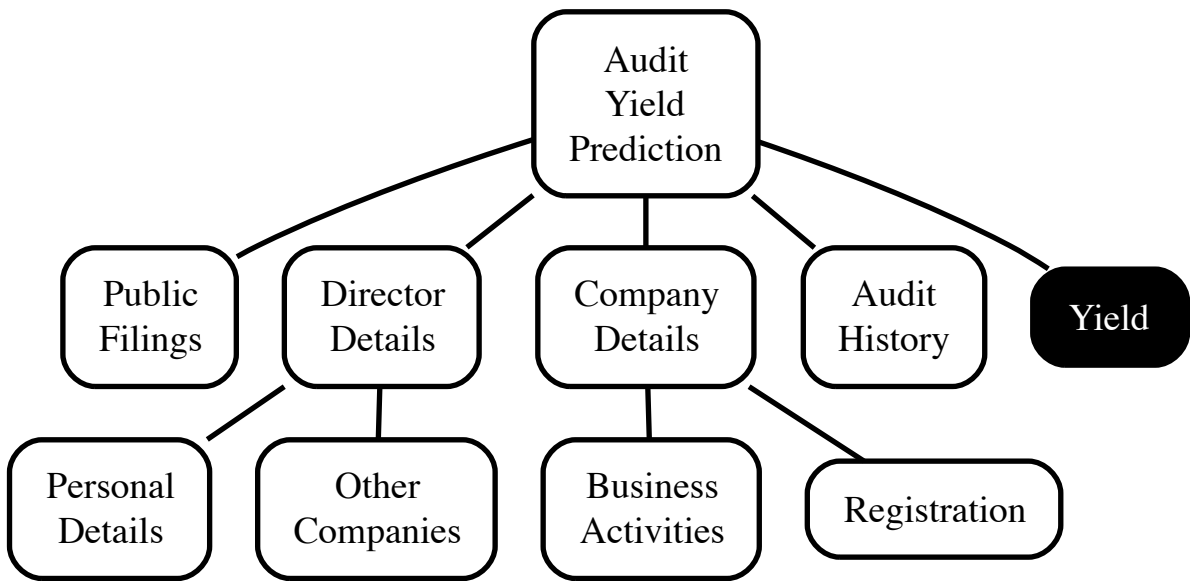 Audit
Yield
Prediction
Public
Filings
Director
Details
Company
Details
Audit
History
Yield
Personal
Details
Other
Companies
Business
Activities
Registration